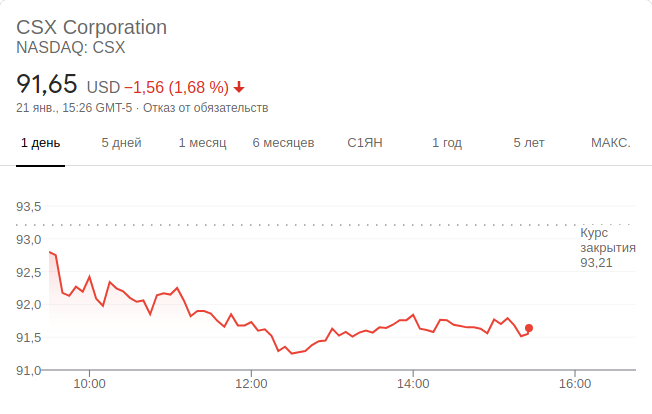 CSX Corporation
NASDAQ: CSX
91,65 USD −1,56 (1,68 %)
21 янв., 15:26 GMT-5 · Отказ от обязательств
1 день 5 дней 1 месяц 6 месяцев С1ЯН 1 год 5 лет МАКС.
93,5
Курс
93,0
закрытия
93,21
92,5
92,0
91,5
91,0
10:00 12:00 14:00 16:00